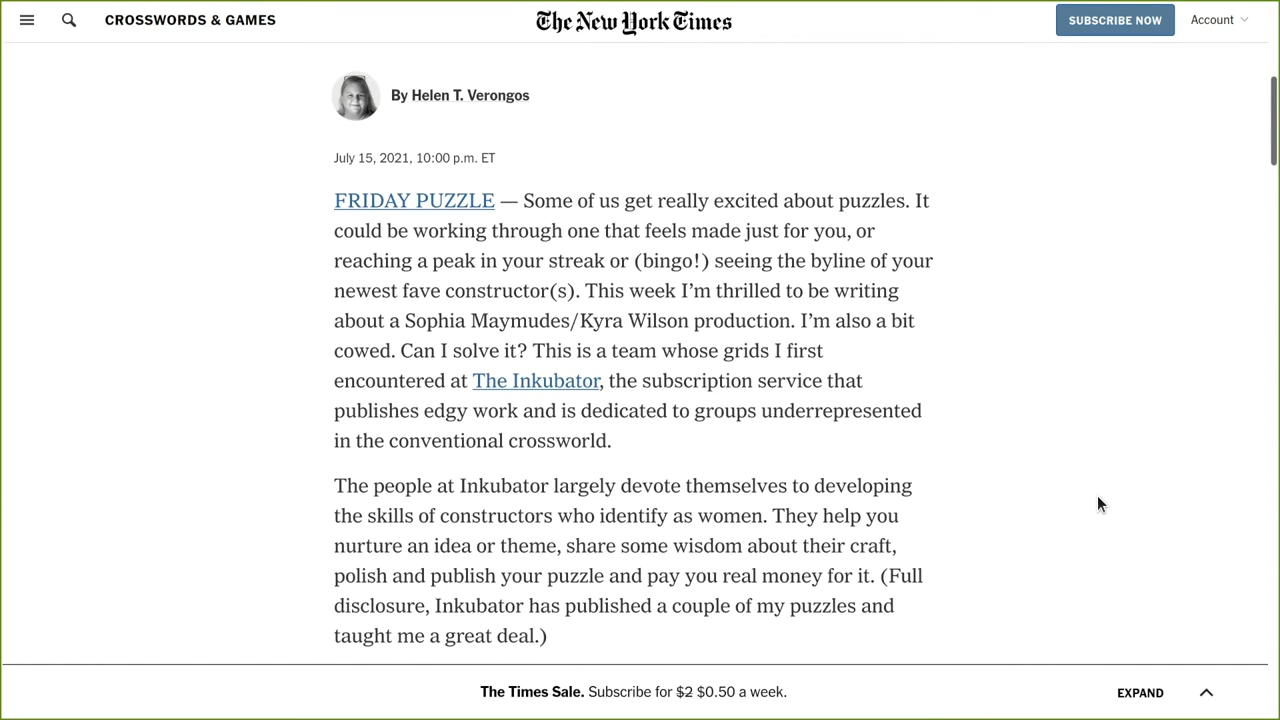 CROSSWORDS & GAMES
The New York Times
SUBSCRIBE NOW
Account
By Helen T. Verongos
July 15, 2021, 10:00 p.m. ET
FRIDAY PUZZLE — Some of us get really excited about puzzles. It
could be working through one that feels made just for you, or
reaching a peak in your streak or (bingo!) seeing the byline of your
newest fave constructor(s). This week I’m thrilled to be writing
about a Sophia Maymudes/Kyra Wilson production. I’m also a bit
cowed. Can I solve it? This is a team whose grids I first
encountered at The Inkubator, the subscription service that
publishes edgy work and is dedicated to groups underrepresented
in the conventional crossworld.
The people at Inkubator largely devote themselves to developing
the skills of constructors who identify as women. They help you
nurture an idea or theme, share some wisdom about their craft,
polish and publish your puzzle and pay you real money for it. (Full
disclosure, Inkubator has published a couple of my puzzles and
taught me a great deal.)
The Times Sale. Subscribe for $2 $0.50 a week.
EXPAND